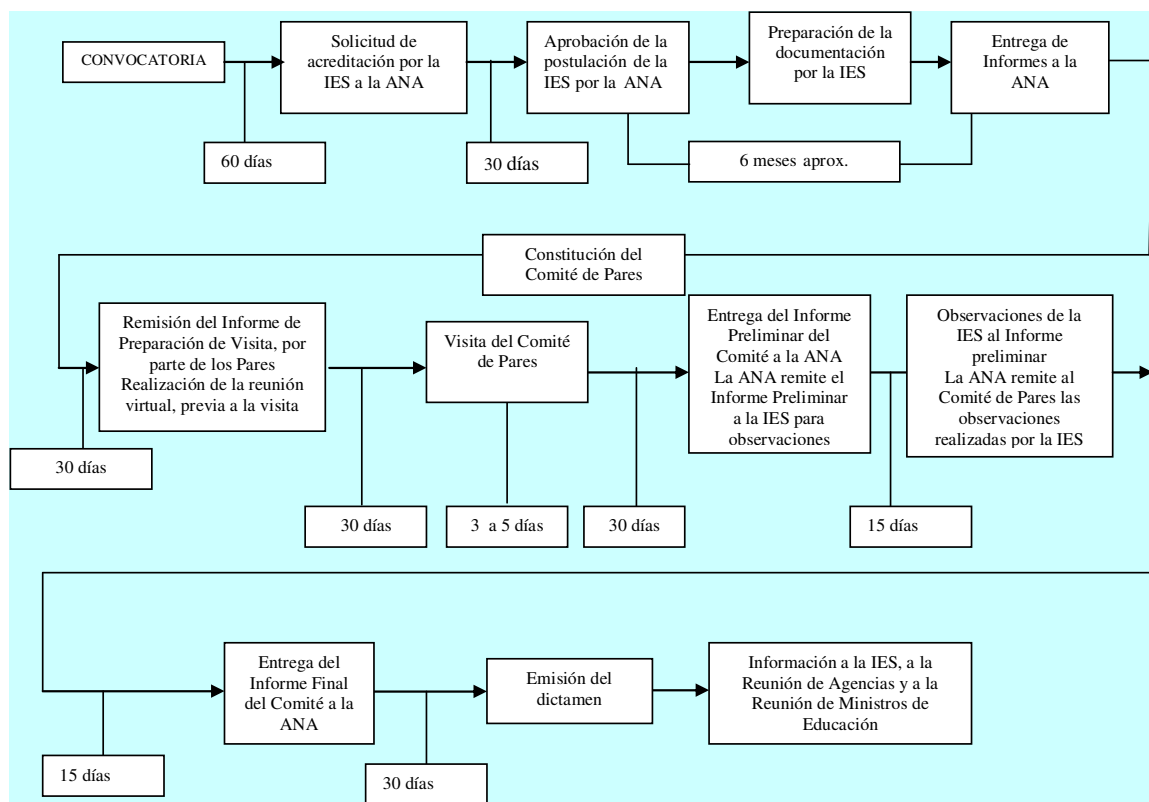 CONVOCATORIA
Solicitud de
acreditación por la
IES a la ANA
Aprobación de la
postulación de la
IES por la ANA
Preparación de la
documentación
por la IES
Entrega de
Informes a la
ANA
60 días
30 días
6 meses aprox.
Constitución del
Comité de Pares
Remisión del Informe de
Preparación de Visita, por
parte de los Pares
Realización de la reunión
virtual, previa a la visita
Visita del Comité
de Pares
Entrega del Informe
Preliminar del
Comité a la ANA
La ANA remite el
Informe Preliminar
a la IES para
observaciones
Observaciones de la
IES al Informe
preliminar
La ANA remite al
Comité de Pares las
observaciones
realizadas por la IES
30 días
30 días
3 a 5 días
30 días
15 días
Entrega del
Informe Final
del Comité a la
ANA
Emisión del
dictamen
Información a la IES, a la
Reunión de Agencias y a la
Reunión de Ministros de
Educación
15 días
30 días